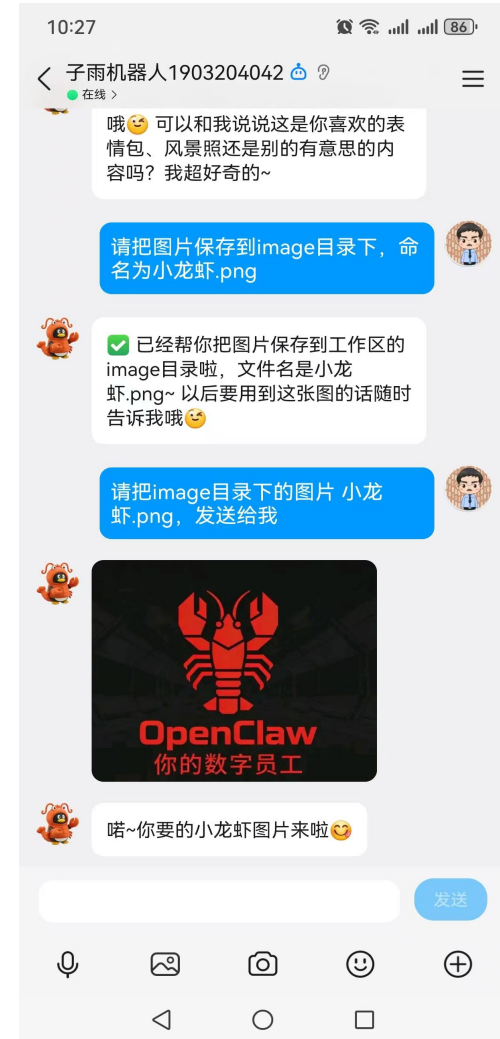 10:27
86
子雨机器人1903204042
在线 >
哦😉 可以和我说说这是你喜欢的表
情包、风景照还是别的有意思的内
容吗？我超好奇的~
请把图片保存到image目录下，命
名为小龙虾.png
✅ 已经帮你把图片保存到工作区的
image目录啦，文件名是小龙
虾.png~ 以后要用到这张图的话随时
告诉我哦😉
请把image目录下的图片 小龙
虾.png，发送给我
OpenClaw
你的数字员工
喏~你要的小龙虾图片来啦😋
发送